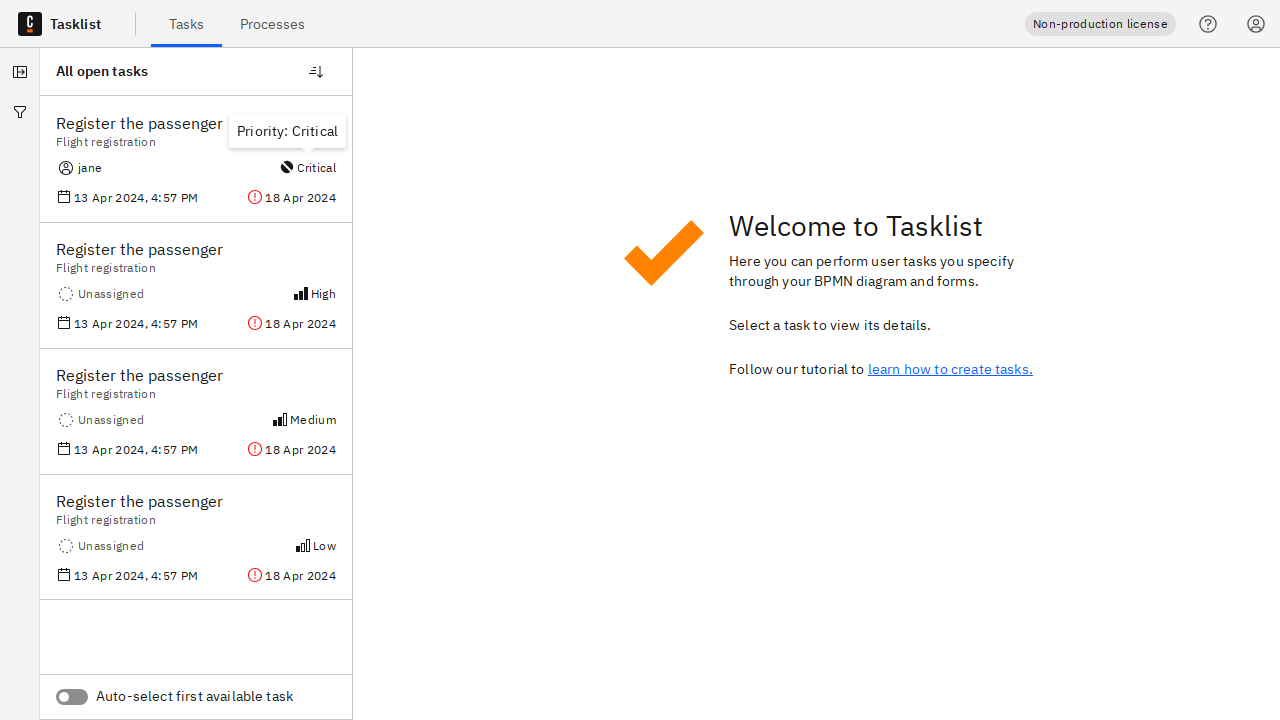 C Tasklist Tasks Processes Non-production license
All open tasks
Register the passenger
Flight registration
Priority: Critical
jane Critical
13 Apr 2024, 4:57 PM 18 Apr 2024
Register the passenger
Flight registration
Unassigned High
13 Apr 2024, 4:57 PM 18 Apr 2024
Register the passenger
Flight registration
Unassigned Medium
13 Apr 2024, 4:57 PM 18 Apr 2024
Register the passenger
Flight registration
Unassigned Low
13 Apr 2024, 4:57 PM 18 Apr 2024
Auto-select first available task
Welcome to Tasklist
Here you can perform user tasks you specify
through your BPMN diagram and forms.
Select a task to view its details.
Follow our tutorial to learn how to create tasks.